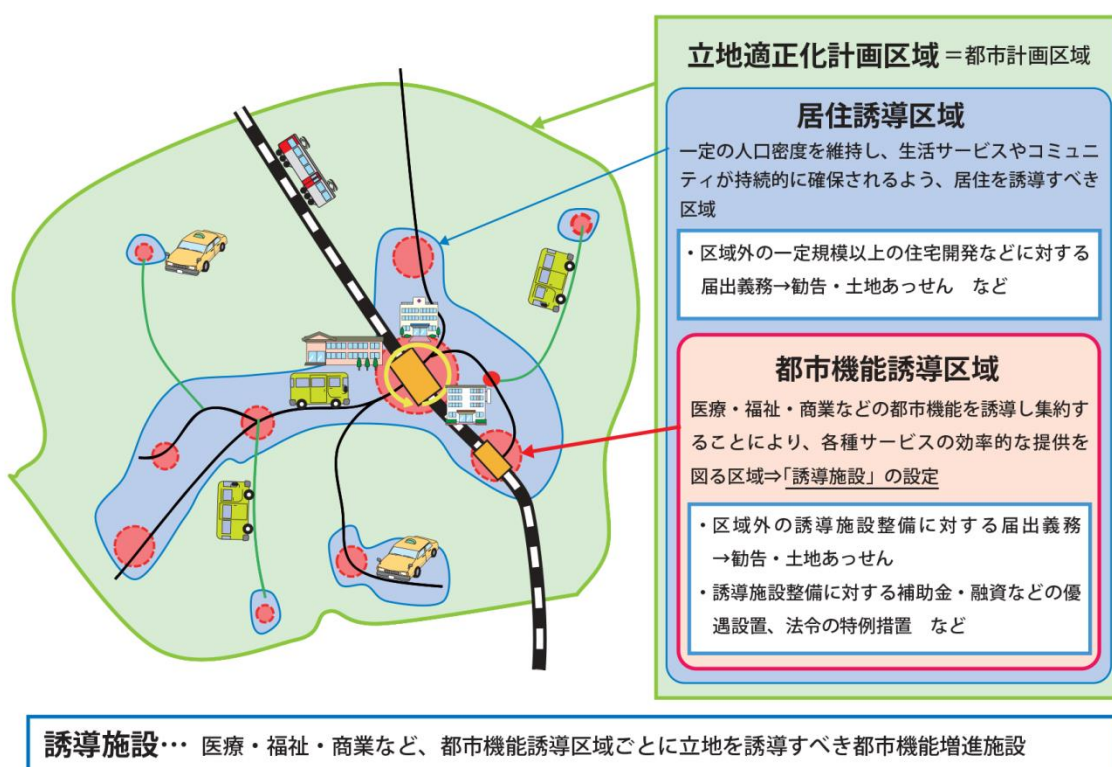 立地適正化計画区域＝都市計画区域
居住誘導区域
一定の人口密度を維持し、生活サービスやコミュニ
ティが持続的に確保されるよう、居住を誘導すべき
区域
・区域外の一定規模以上の住宅開発などに対する
届出義務→勧告・土地あっせん　など
都市機能誘導区域
医療・福祉・商業などの都市機能を誘導し集約す
ることにより、各種サービスの効率的な提供を
図る区域⇒「誘導施設」の設定
・区域外の誘導施設整備に対する届出義務
→勧告・土地あっせん
・誘導施設整備に対する補助金・融資などの優
遇設置、法令の特例措置　など
誘導施設… 医療・福祉・商業など、都市機能誘導区域ごとに立地を誘導すべき都市機能増進施設